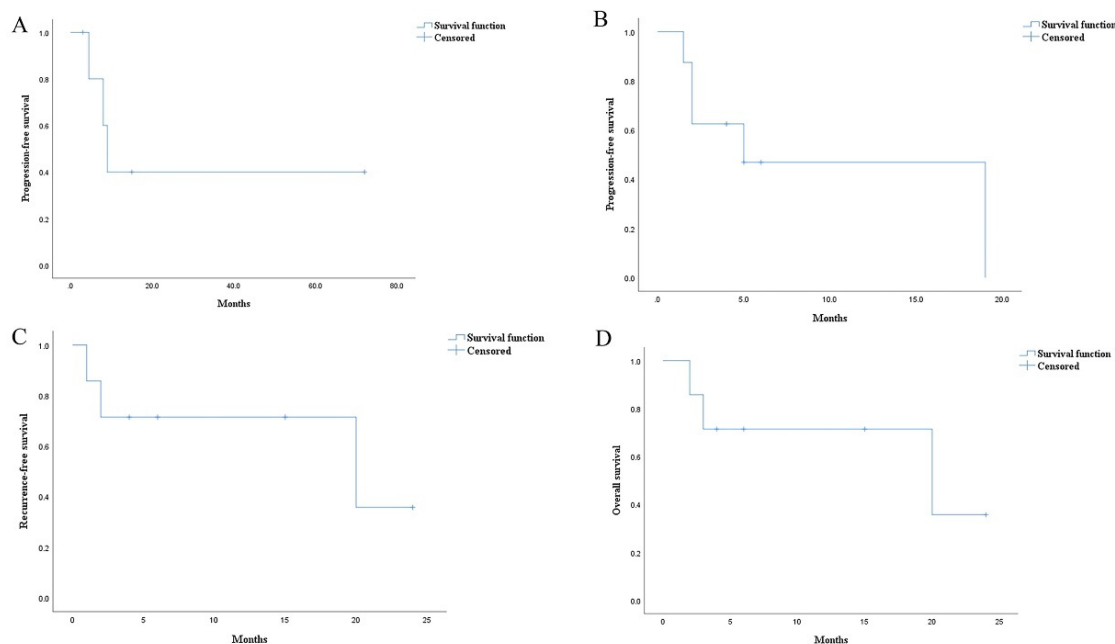 A
Survival function
Censored
Progression-free survival
1.0
0.8
0.6
0.4
0.2
0.0
.0 20.0 40.0 60.0 80.0
Months
B
Survival function
Censored
Progression-free survival
1.0
0.8
0.6
0.4
0.2
0.0
.0 5.0 10.0 15.0 20.0
Months
C
Survival function
Censored
Recurrence-free survival
1.0
0.8
0.6
0.4
0.2
0.0
0 5 10 15 20 25
Months
D
Survival function
Censored
Overall survival
1.0
0.8
0.6
0.4
0.2
0.0
0 5 10 15 20 25
Months